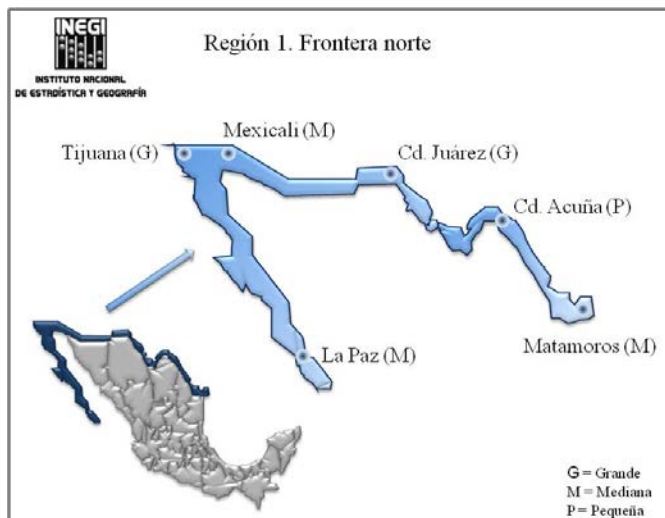 INEGI
INSTITUTO NACIONAL
DE ESTADÍSTICA Y GEOGRAFÍA
Región 1. Frontera norte
Mexicali (M)
Tijuana (G)
Cd. Juárez (G)
Cd. Acuña (P)
La Paz (M)
Matamoros (M)
G = Grande
M = Mediana
P = Pequeña